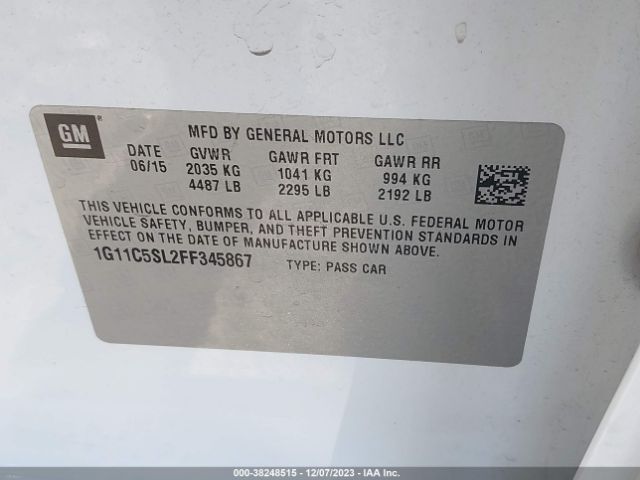 GM
MFD BY GENERAL MOTORS LLC
DATE GVWR GAWR FRT GAWR RR
06/15 2035 KG 1041 KG 994 KG
4487 LB 2295 LB 2192 LB
THIS VEHICLE CONFORMS TO ALL APPLICABLE U.S. FEDERAL MOTOR
VEHICLE SAFETY, BUMPER, AND THEFT PREVENTION STANDARDS IN
EFFECT ON THE DATE OF MANUFACTURE SHOWN ABOVE.
1G11C5SL2FF345867 TYPE: PASS CAR
000-38248515 - 12/07/2023 - IAA